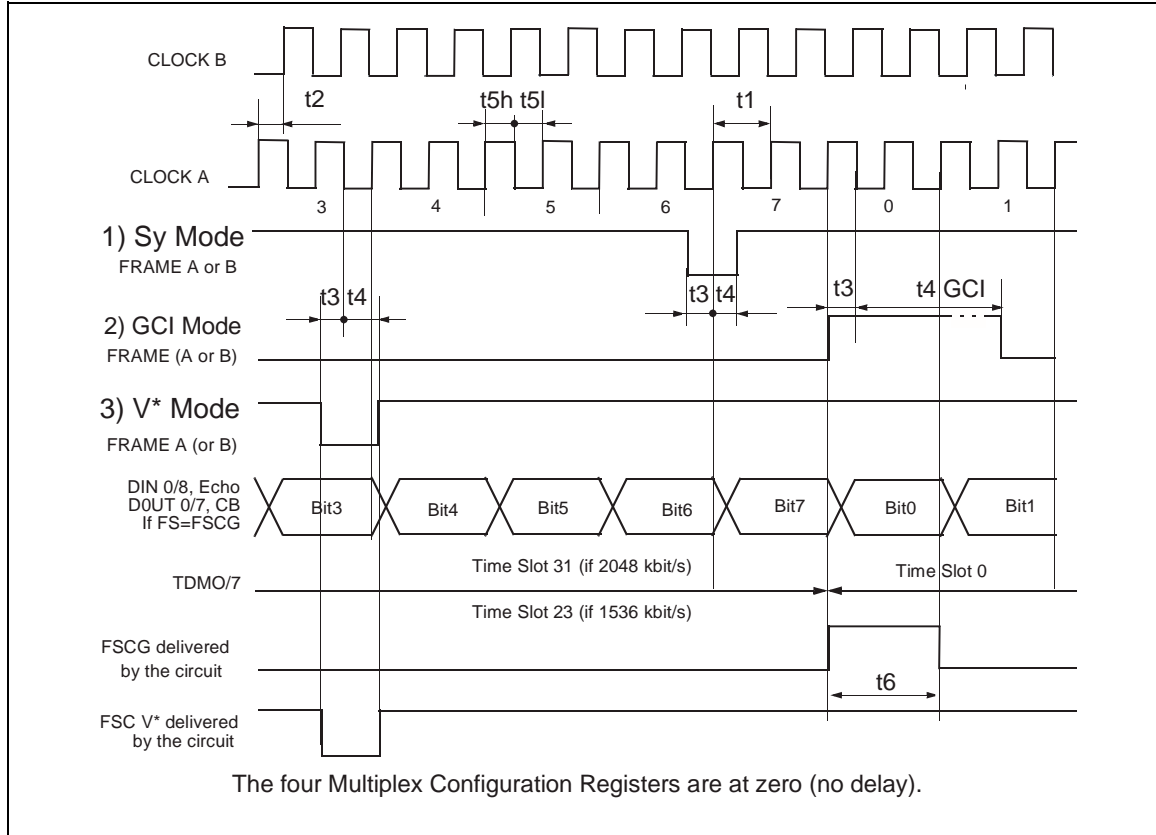 CLOCK B
t2
t5h t5l
t1
CLOCK A
3 4 5 6 7 0 1
1) Sy Mode
FRAME A or B
t3 t4
t3 t4
t3 t4 GCI
2) GCI Mode
FRAME (A or B)
3) V* Mode
FRAME A (or B)
DIN 0/8, Echo
D0UT 0/7, CB
If FS=FSCG
Bit3 Bit4 Bit5 Bit6 Bit7 Bit0 Bit1
Time Slot 31 (if 2048 kbit/s)
Time Slot 0
TDMO/7
Time Slot 23 (if 1536 kbit/s)
FSCG delivered
by the circuit
t6
FSC V* delivered
by the circuit
The four Multiplex Configuration Registers are at zero (no delay).